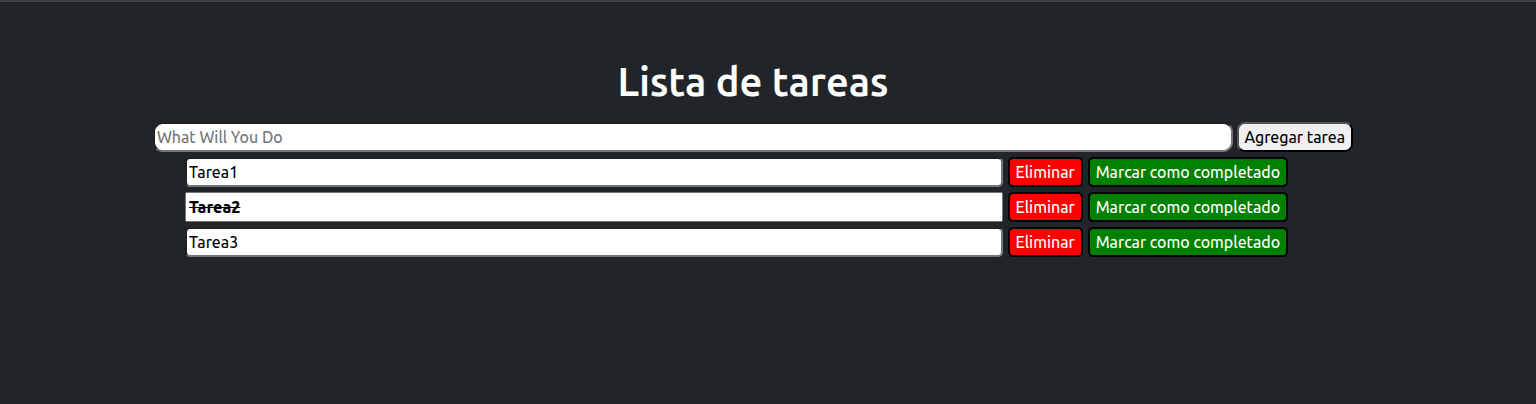 Lista de tareas
What Will You Do Agregar tarea
Tarea1 Eliminar Marcar como completado
Tarea2 Eliminar Marcar como completado
Tarea3 Eliminar Marcar como completado